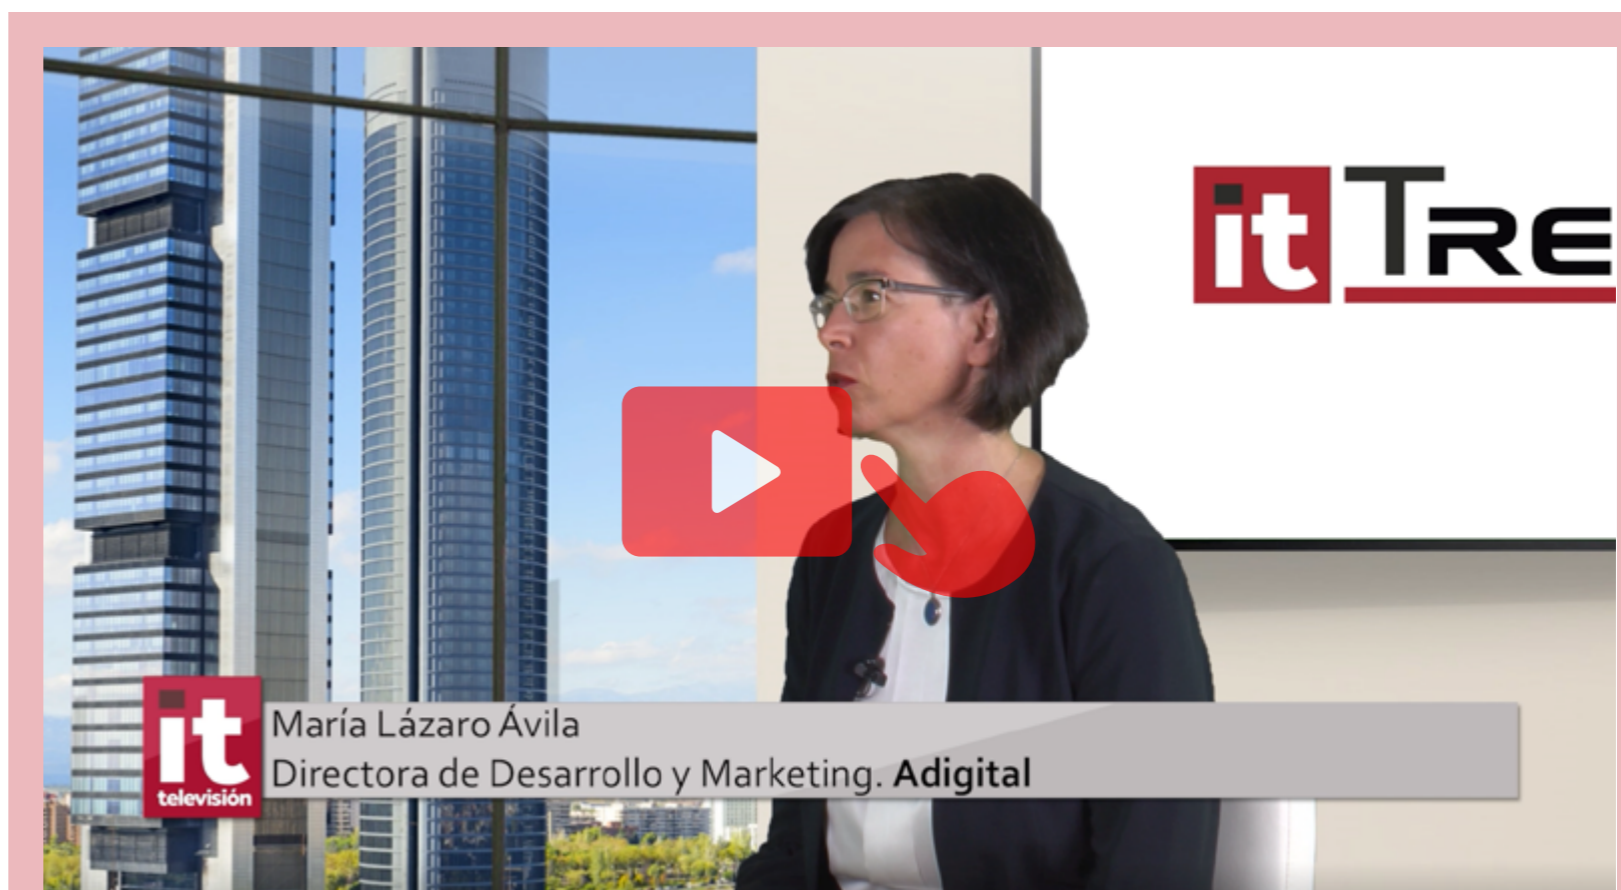 it TRE
María Lázaro Ávila
Directora de Desarrollo y Marketing. Adigital
it
televisión